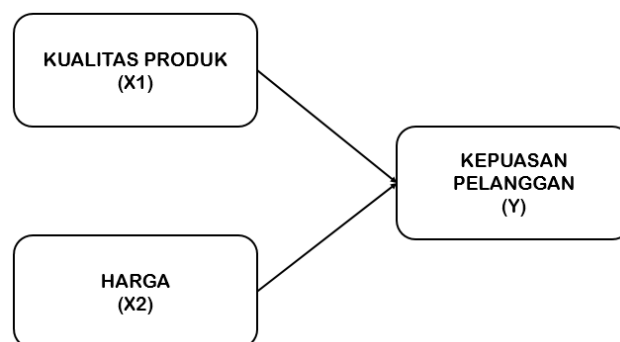 KUALITAS PRODUK
(X1)
KEPUASAN
PELANGGAN
(Y)
HARGA
(X2)